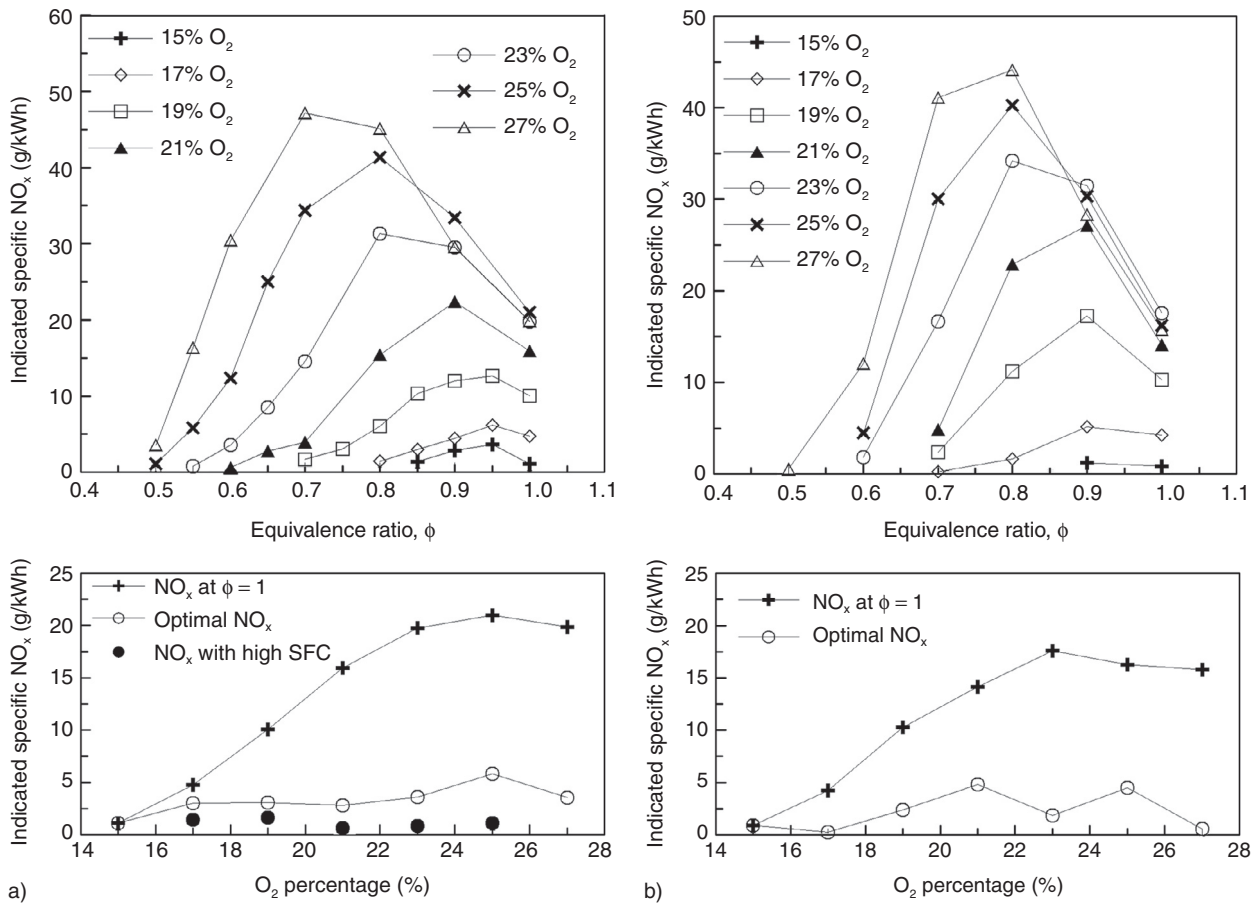 60
50
40
30
20
10
0
Indicated specific NOₓ (g/kWh)
15% O₂
17% O₂
19% O₂
21% O₂
23% O₂
25% O₂
27% O₂
0.4 0.5 0.6 0.7 0.8 0.9 1.0 1.1
Equivalence ratio, ϕ
50
40
30
20
10
0
Indicated specific NOₓ (g/kWh)
15% O₂
17% O₂
19% O₂
21% O₂
23% O₂
25% O₂
27% O₂
0.4 0.5 0.6 0.7 0.8 0.9 1.0 1.1
Equivalence ratio, ϕ
25
20
15
10
5
0
Indicated specific NOₓ (g/kWh)
NOₓ at ϕ = 1
Optimal NOₓ
NOₓ with high SFC
14 16 18 20 22 24 26 28
O₂ percentage (%)
a)
25
20
15
10
5
0
Indicated specific NOₓ (g/kWh)
NOₓ at ϕ = 1
Optimal NOₓ
14 16 18 20 22 24 26 28
O₂ percentage (%)
b)